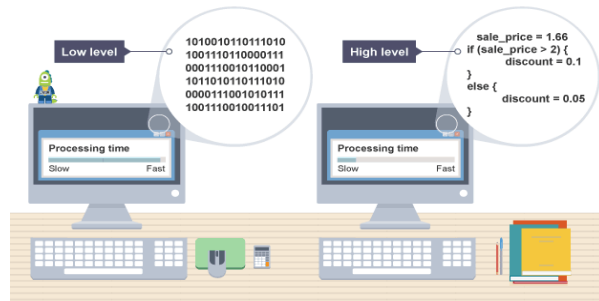 Low level
1010010110111010
1001110110000111
0001110010110001
1011010110111010
0000111001010111
1001110010011101
Processing time
Slow Fast
High level
sale_price = 1.66
if (sale_price > 2) {
discount = 0.1
}
else {
discount = 0.05
}
Processing time
Slow Fast